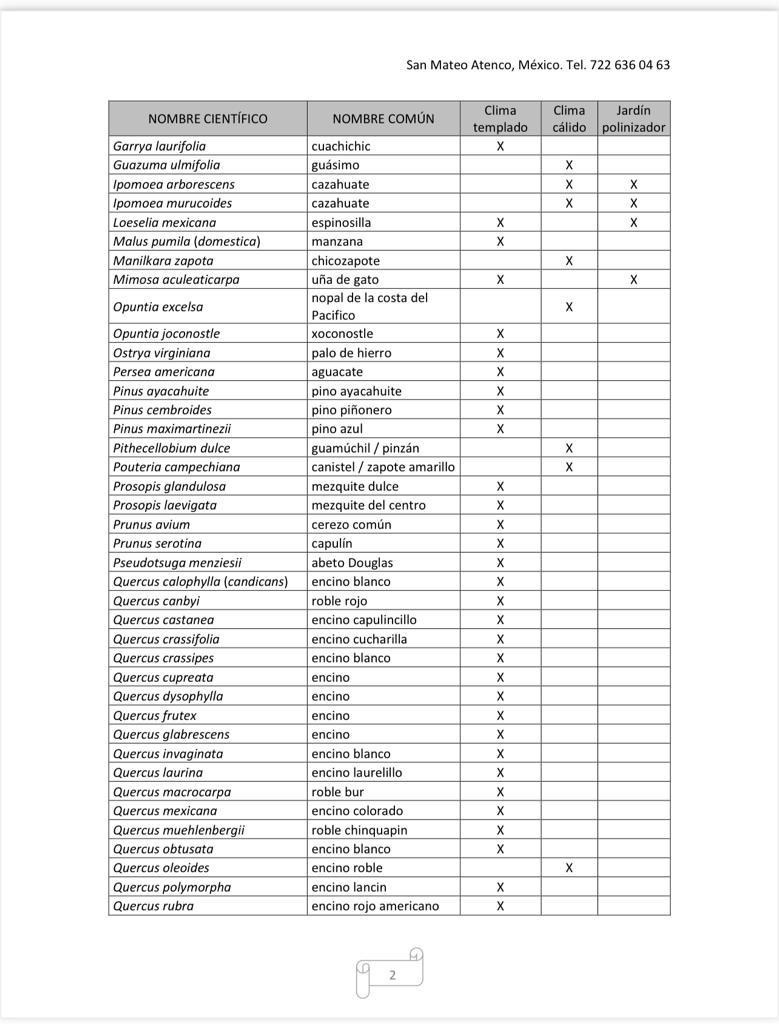 San Mateo Atenco, México. Tel. 722 636 04 63
NOMBRE CIENTÍFICO NOMBRE COMÚN Clima templado Clima cálido Jardín polinizador
Garrya laurifolia cuachichic X
Guazuma ulmifolia guásimo X
Ipomoea arborescens cazahuate X X
Ipomoea murucoides cazahuate X X
Loeselia mexicana espinosilla X X
Malus pumila (domestica) manzana X
Manilkara zapota chicozapote X
Mimosa aculeaticarpa uña de gato X X
Opuntia excelsa nopal de la costa del Pacifico X
Opuntia joconostle xoconostle X
Ostrya virginiana palo de hierro X
Persea americana aguacate X
Pinus ayacahuite pino ayacahuite X
Pinus cembroides pino piñonero X
Pinus maximartinezii pino azul X
Pithecellobium dulce guamúchil / pinzán X
Pouteria campechiana canistel / zapote amarillo X
Prosopis glandulosa mezquite dulce X
Prosopis laevigata mezquite del centro X
Prunus avium cerezo común X
Prunus serotina capulín X
Pseudotsuga menziesii abeto Douglas X
Quercus calophylla (candicans) encino blanco X
Quercus canbyi roble rojo X
Quercus castanea encino capulincillo X
Quercus crassifolia encino cucharilla X
Quercus crassipes encino blanco X
Quercus cupreata encino X
Quercus dysophylla encino X
Quercus frutex encino X
Quercus glabrescens encino X
Quercus invaginata encino blanco X
Quercus laurina encino laurelillo X
Quercus macrocarpa roble bur X
Quercus mexicana encino colorado X
Quercus muehlenbergii roble chinquapin X
Quercus obtusata encino blanco X
Quercus oleoides encino roble X
Quercus polymorpha encino lancin X
Quercus rubra encino rojo americano X
2